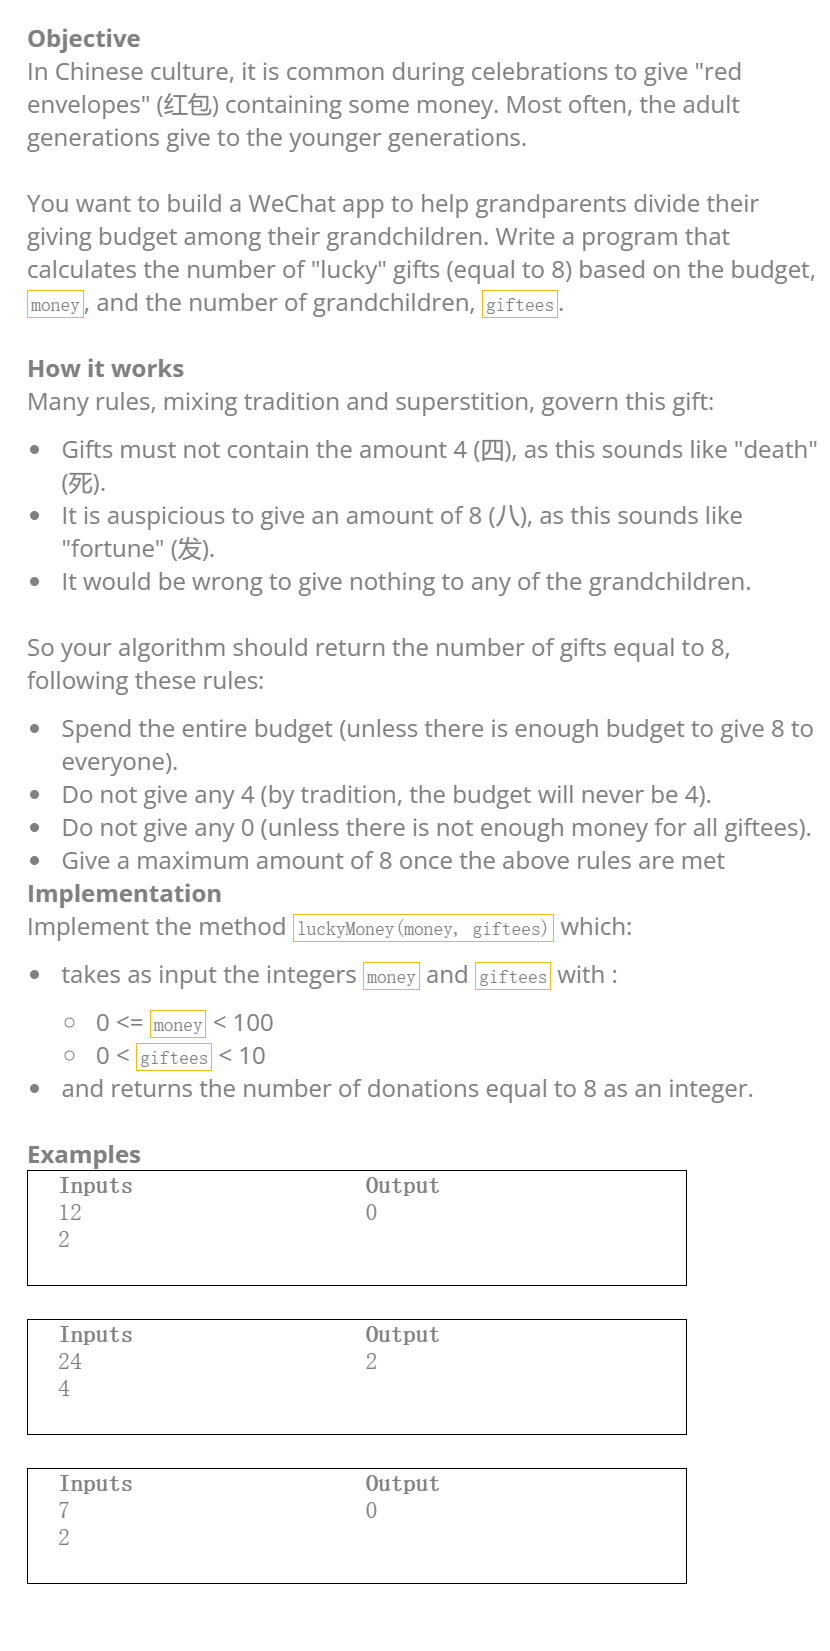 Objective
In Chinese culture, it is common during celebrations to give "red
envelopes" (红包) containing some money. Most often, the adult
generations give to the younger generations.
You want to build a WeChat app to help grandparents divide their
giving budget among their grandchildren. Write a program that
calculates the number of "lucky" gifts (equal to 8) based on the budget,
money, and the number of grandchildren, giftees.
How it works
Many rules, mixing tradition and superstition, govern this gift:
• Gifts must not contain the amount 4 (四), as this sounds like "death"
(死).
• It is auspicious to give an amount of 8 (八), as this sounds like
"fortune" (发).
• It would be wrong to give nothing to any of the grandchildren.
So your algorithm should return the number of gifts equal to 8,
following these rules:
• Spend the entire budget (unless there is enough budget to give 8 to
everyone).
• Do not give any 4 (by tradition, the budget will never be 4).
• Do not give any 0 (unless there is not enough money for all giftees).
• Give a maximum amount of 8 once the above rules are met
Implementation
Implement the method luckyMoney(money, giftees) which:
• takes as input the integers money and giftees with :
○ 0 <= money < 100
○ 0 < giftees < 10
• and returns the number of donations equal to 8 as an integer.
Examples
Inputs Output
12 0
2
Inputs Output
24 2
4
Inputs Output
7 0
2